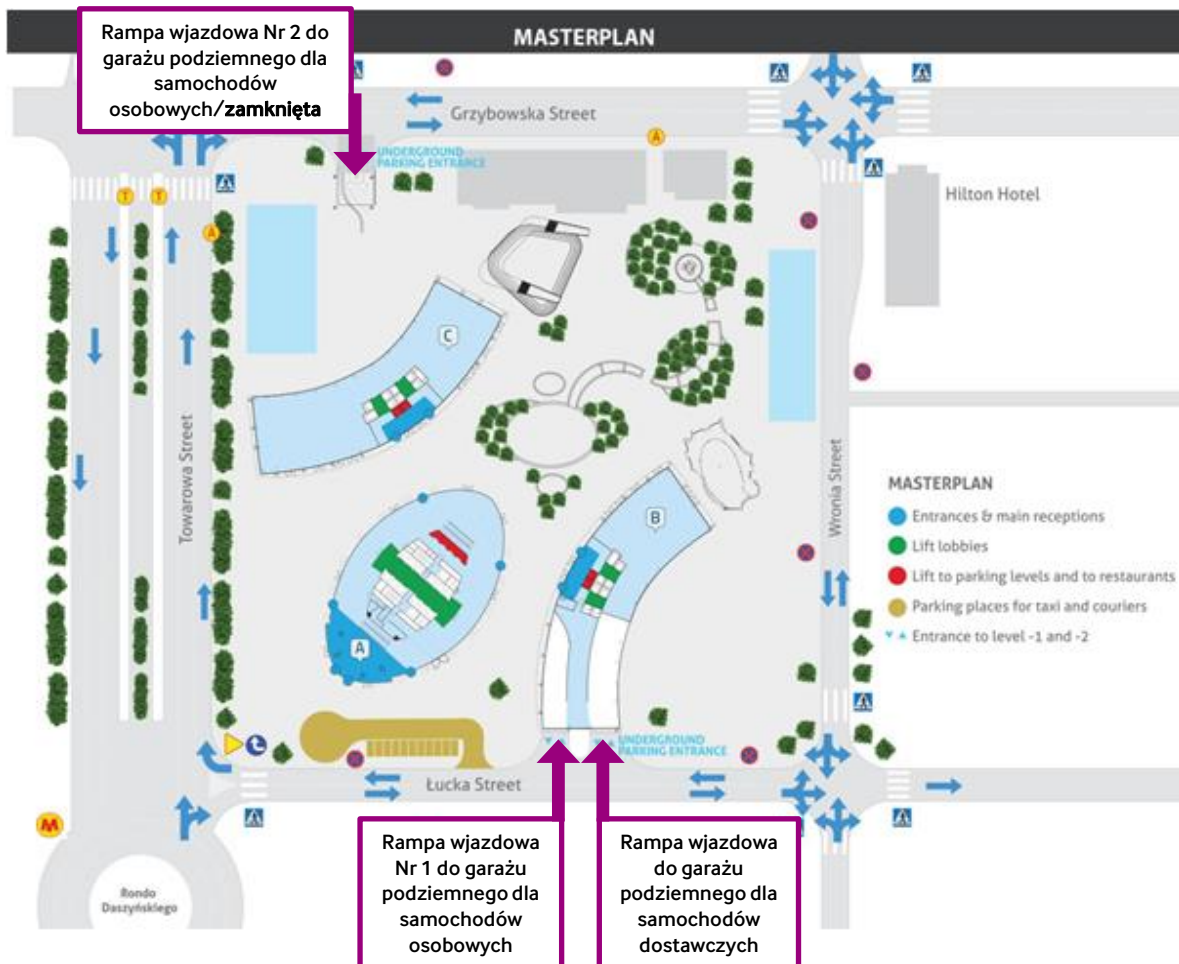 Rampa wjazdowa Nr 2 do
garażu podziemnego dla
samochodów
osobowych/zamknięta
MASTERPLAN
Grzybowska Street
UNDERGROUND
PARKING ENTRANCE
A
T
T
A
Hilton Hotel
C
Towarowa Street
Wronia Street
B
A
MASTERPLAN
Entrances & main receptions
Lift lobbies
Lift to parking levels and to restaurants
Parking places for taxi and couriers
Entrance to level -1 and -2
UNDERGROUND
PARKING ENTRANCE
Łucka Street
M
Rondo
Daszyńskiego
Rampa wjazdowa
Nr 1 do garażu
podziemnego dla
samochodów
osobowych
Rampa wjazdowa
do garażu
podziemnego dla
samochodów
dostawczych